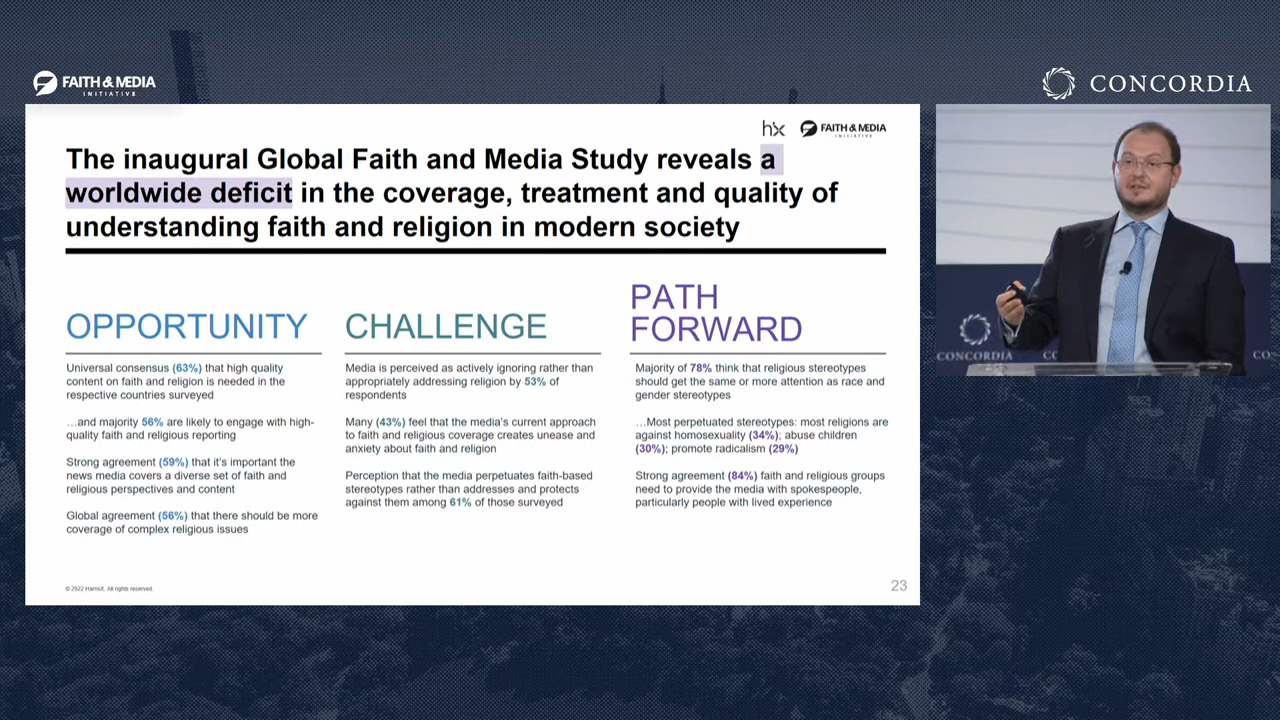 FAITH & MEDIA
INITIATIVE
CONCORDIA
hx
FAITH & MEDIA
INITIATIVE
The inaugural Global Faith and Media Study reveals a
worldwide deficit in the coverage, treatment and quality of
understanding faith and religion in modern society
OPPORTUNITY
Universal consensus (63%) that high quality
content on faith and religion is needed in the
respective countries surveyed
…and majority 56% are likely to engage with high-
quality faith and religious reporting
Strong agreement (59%) that it's important the
news media covers a diverse set of faith and
religious perspectives and content
Global agreement (56%) that there should be more
coverage of complex religious issues
CHALLENGE
Media is perceived as actively ignoring rather than
appropriately addressing religion by 53% of
respondents
Many (43%) feel that the media's current approach
to faith and religious coverage creates unease and
anxiety about faith and religion
Perception that the media perpetuates faith-based
stereotypes rather than addresses and protects
against them among 61% of those surveyed
PATH
FORWARD
Majority of 78% think that religious stereotypes
should get the same or more attention as race and
gender stereotypes
…Most perpetuated stereotypes: most religions are
against homosexuality (34%); abuse children
(30%); promote radicalism (29%)
Strong agreement (84%) faith and religious groups
need to provide the media with spokespeople,
particularly people with lived experience
© 2022 HarrisX. All rights reserved.
23
CONCORDIA
CC
CO